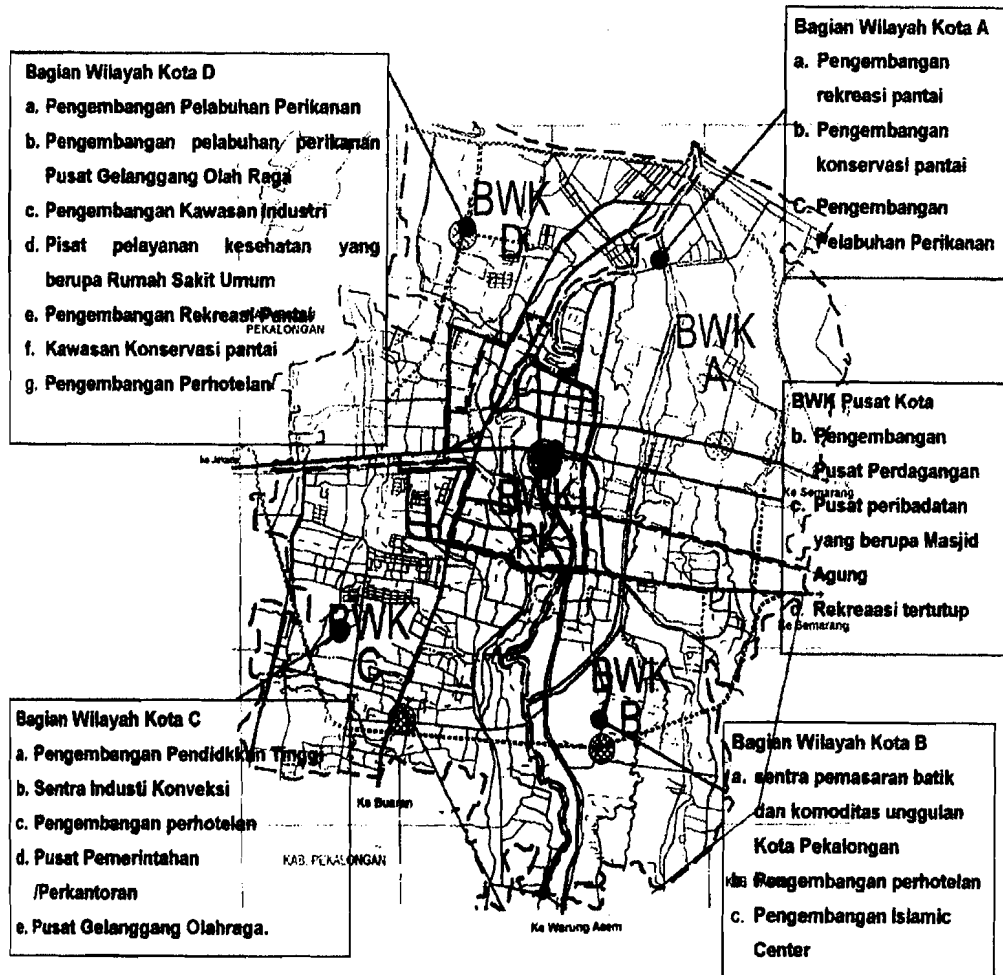 Bagian Wilayah Kota D
a. Pengembangan Pelabuhan Perikanan
b. Pengembangan pelabuhan perikanan
Pusat Gelanggang Olah Raga
c. Pengembangan Kawasan Industri
d. Pisat pelayanan kesehatan yang
berupa Rumah Sakit Umum
e. Pengembangan Rekreasi Pantai
f. Kawasan Konservasi pantai
g. Pengembangan Perhotelan
Bagian Wilayah Kota A
a. Pengembangan
rekreasi pantai
b. Pengembangan
konservasi pantai
C. Pengembangan
Pelabuhan Perikanan
BWK
D
PEKALONGAN
BWK
A
BWK Pusat Kota
b. Pengembangan
Pusat Perdagangan
Ke Semarang
c. Pusat peribadatan
yang berupa Masjid
Agung
d. Rekreaasi tertutup
Ke Semarang
BWK
PK
BWK
C
BWK
B
Bagian Wilayah Kota C
a. Pengembangan Pendidkkan Tinggi
b. Sentra Industi Konveksi
c. Pengembangan perhotelan
d. Pusat Pemerintahan
/Perkantoran
e. Pusat Gelanggang Olahraga.
Ke Buaran
KAB. PEKALONGAN
Ke Warung Asem
Bagian Wilayah Kota B
a. sentra pemasaran batik
dan komoditas unggulan
Kota Pekalongan
b. Pengembangan perhotelan
c. Pengembangan Islamic
Center